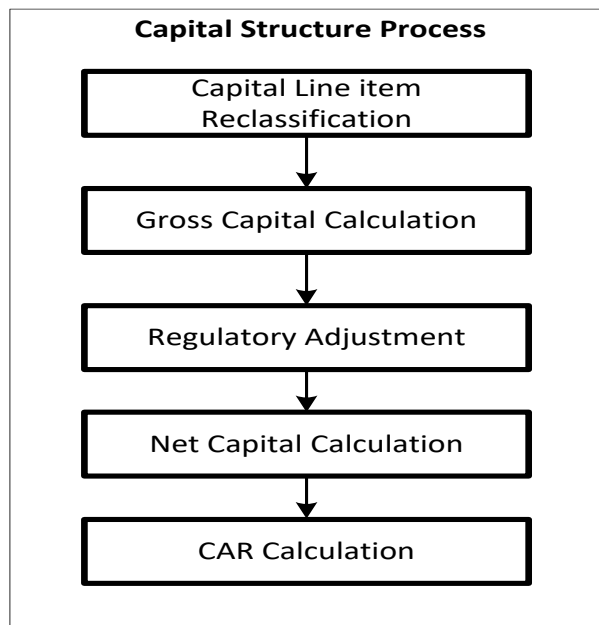 Capital Structure Process
Capital Line item
Reclassification
Gross Capital Calculation
Regulatory Adjustment
Net Capital Calculation
CAR Calculation